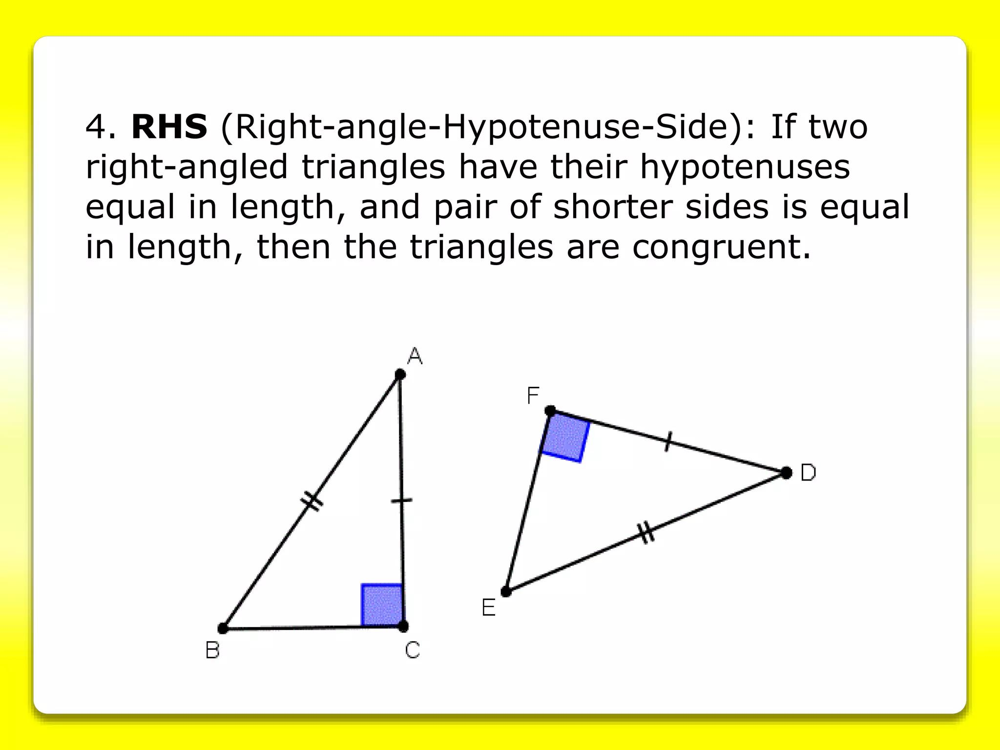 4. RHS (Right-angle-Hypotenuse-Side): If two
right-angled triangles have their hypotenuses
equal in length, and pair of shorter sides is equal
in length, then the triangles are congruent.
A
F
D
E
B
C